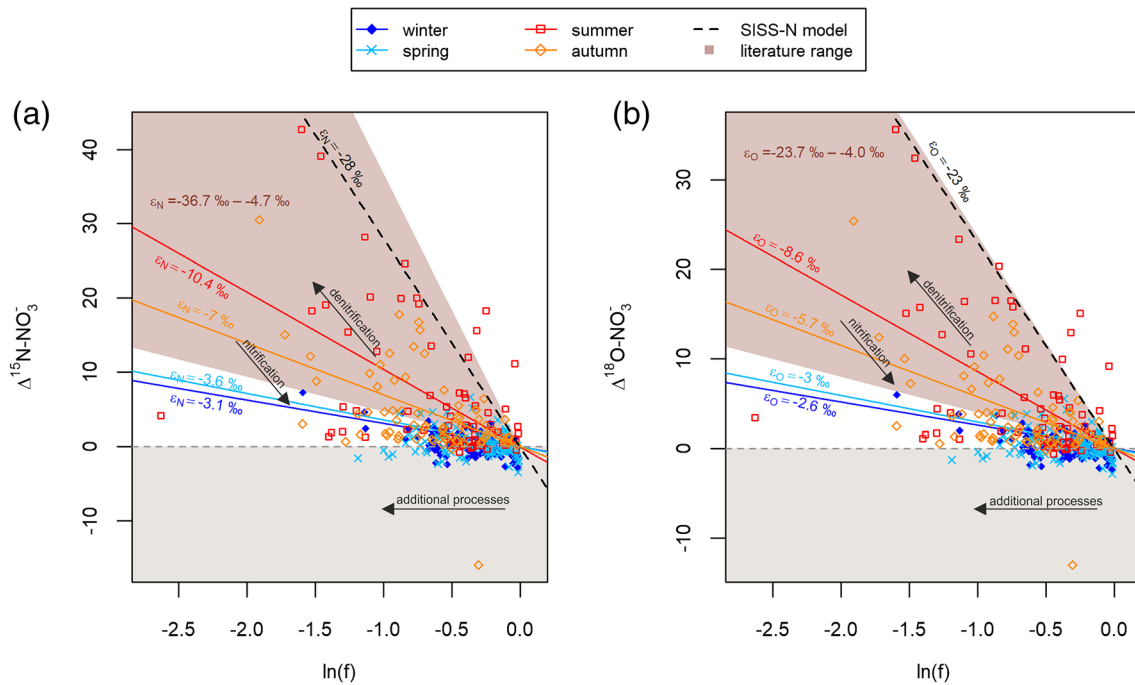 winter summer SISS-N model
spring autumn literature range
(a)
Δ¹⁵N-NO₃⁻
40
30
20
10
0
-10
εN = -28 ‰
εN = -36.7 ‰ – -4.7 ‰
εN = -10.4 ‰
denitrification
εN = -7 ‰
nitrification
εN = -3.6 ‰
εN = -3.1 ‰
additional processes
-2.5 -2.0 -1.5 -1.0 -0.5 0.0
ln(f)
(b)
Δ¹⁸O-NO₃⁻
30
20
10
0
-10
εO = -23.7 ‰ – -4.0 ‰
εO = -23 ‰
εO = -8.6 ‰
denitrification
εO = -5.7 ‰
nitrification
εO = -3 ‰
εO = -2.6 ‰
additional processes
-2.5 -2.0 -1.5 -1.0 -0.5 0.0
ln(f)